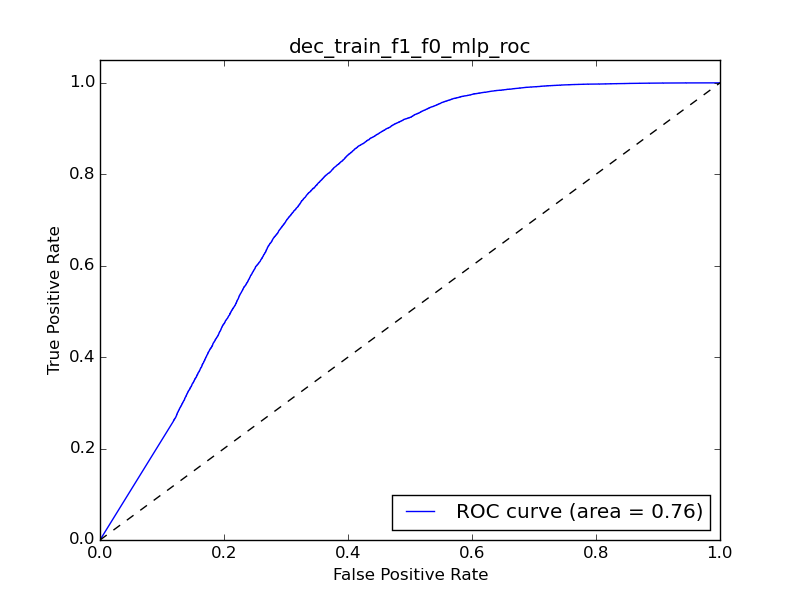 dec_train_f1_f0_mlp_roc
1.0
0.8
0.6
0.4
0.2
0.0
True Positive Rate
ROC curve (area = 0.76)
0.0 0.2 0.4 0.6 0.8 1.0
False Positive Rate